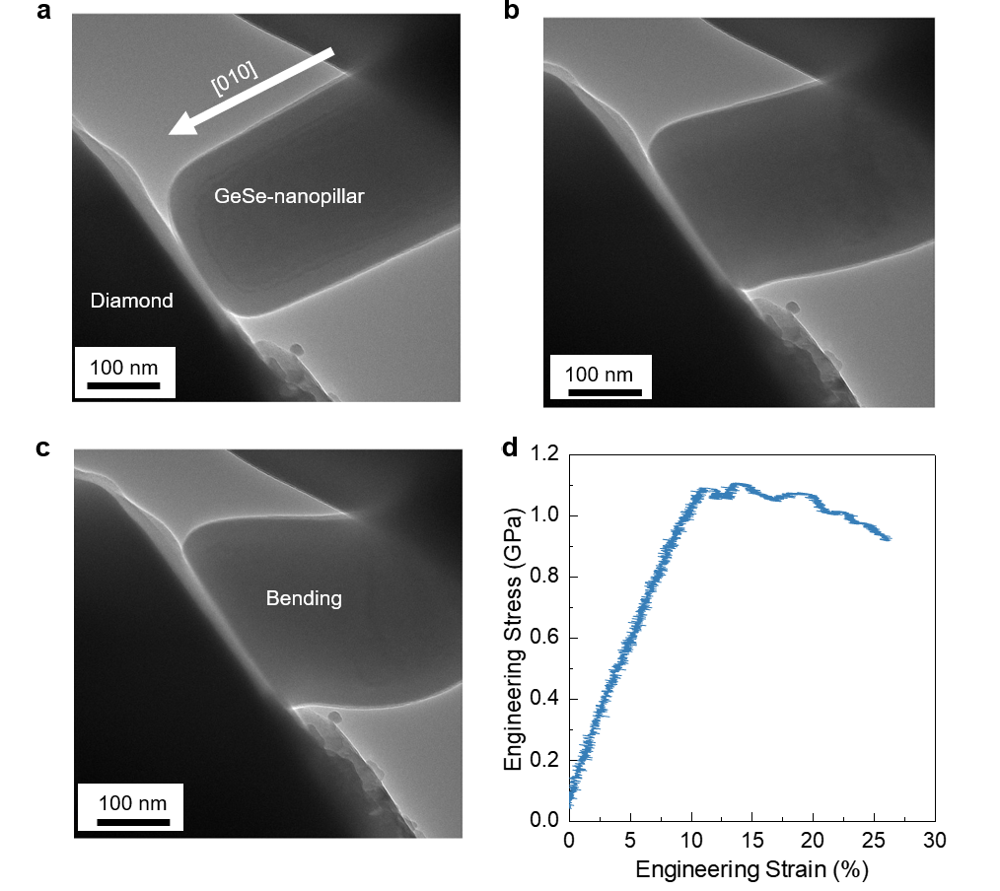 a
[010]
GeSe-nanopillar
Diamond
100 nm
b
100 nm
c
Bending
100 nm
d
1.2
1.0
0.8
0.6
0.4
0.2
0.0
Engineering Stress (GPa)
0 5 10 15 20 25 30
Engineering Strain (%)